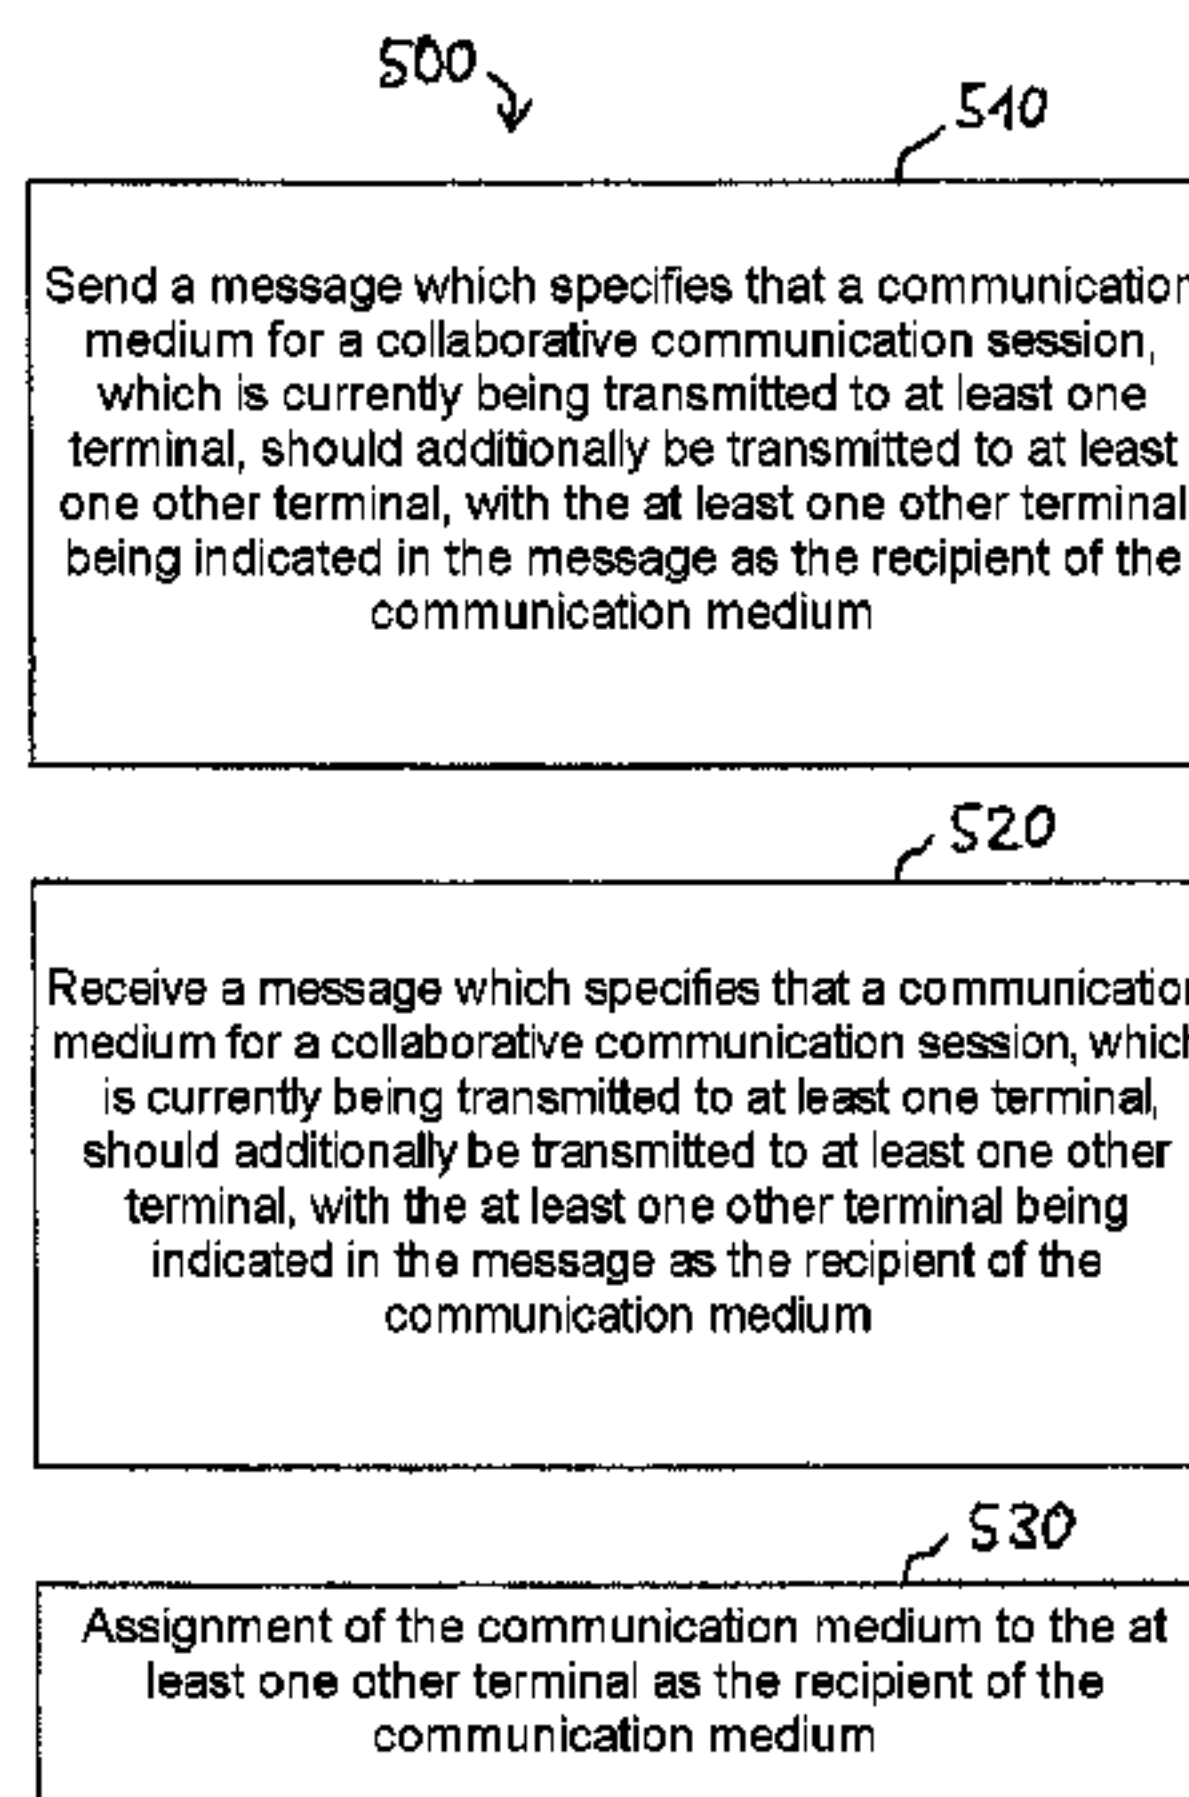 500
510
Send a message which specifies that a communication
medium for a collaborative communication session,
which is currently being transmitted to at least one
terminal, should additionally be transmitted to at least
one other terminal, with the at least one other terminal
being indicated in the message as the recipient of the
communication medium
520
Receive a message which specifies that a communication
medium for a collaborative communication session, which
is currently being transmitted to at least one terminal,
should additionally be transmitted to at least one other
terminal, with the at least one other terminal being
indicated in the message as the recipient of the
communication medium
530
Assignment of the communication medium to the at
least one other terminal as the recipient of the
communication medium